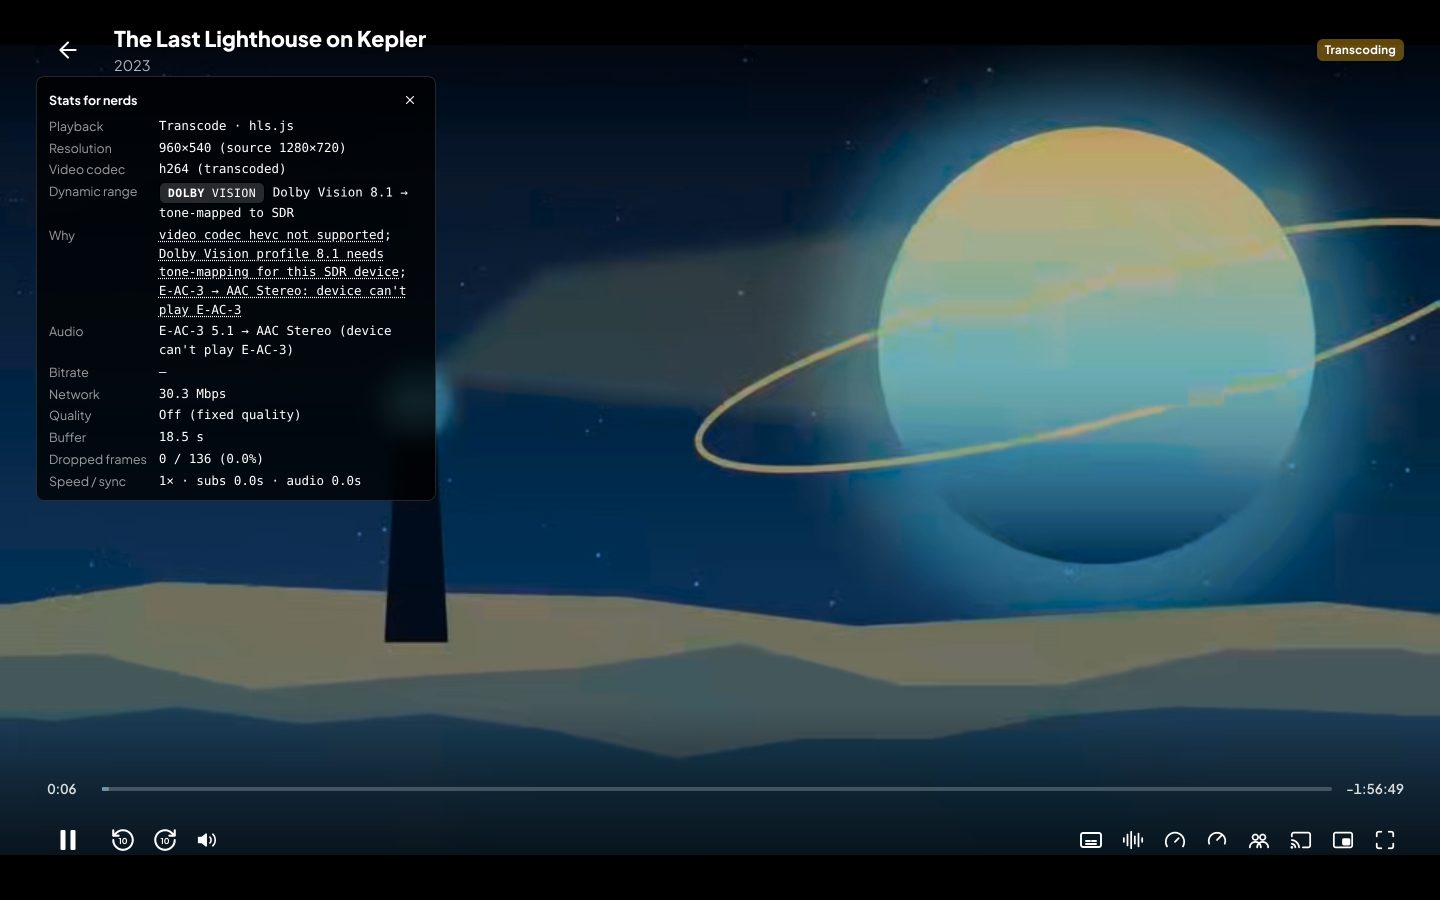 The Last Lighthouse on Kepler
2023
Transcoding
Stats for nerds
Playback Transcode · hls.js
Resolution 960×540 (source 1280×720)
Video codec h264 (transcoded)
Dynamic range DOLBY VISION Dolby Vision 8.1 →
tone-mapped to SDR
Why video codec hevc not supported;
Dolby Vision profile 8.1 needs
tone-mapping for this SDR device;
E-AC-3 → AAC Stereo: device can't
play E-AC-3
Audio E-AC-3 5.1 → AAC Stereo (device
can't play E-AC-3)
Bitrate —
Network 30.3 Mbps
Quality Off (fixed quality)
Buffer 18.5 s
Dropped frames 0 / 136 (0.0%)
Speed / sync 1× · subs 0.0s · audio 0.0s
0:06
-1:56:49
10
10